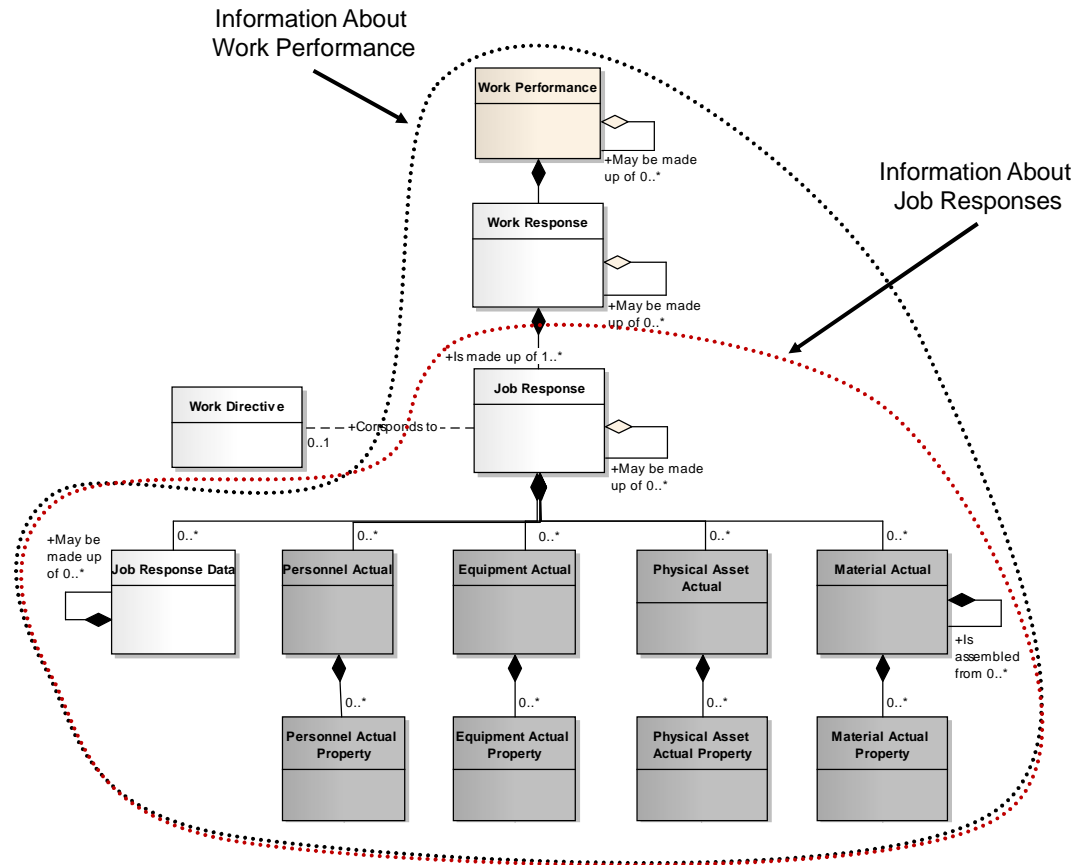 Information About
Work Performance
Work Performance
+May be made
up of 0..*
Information About
Job Responses
Work Response
+May be made
up of 0..*
+Is made up of 1..*
Job Response
Work Directive
+Corrsponds to
0..1
+May be made
up of 0..*
+May be
made up
of 0..*
0..*
0..*
0..*
0..*
0..*
Job Response Data
Personnel Actual
Equipment Actual
Physical Asset
Actual
Material Actual
+Is
assembled
from 0..*
0..*
0..*
0..*
0..*
Personnel Actual
Property
Equipment Actual
Property
Physical Asset
Actual Property
Material Actual
Property